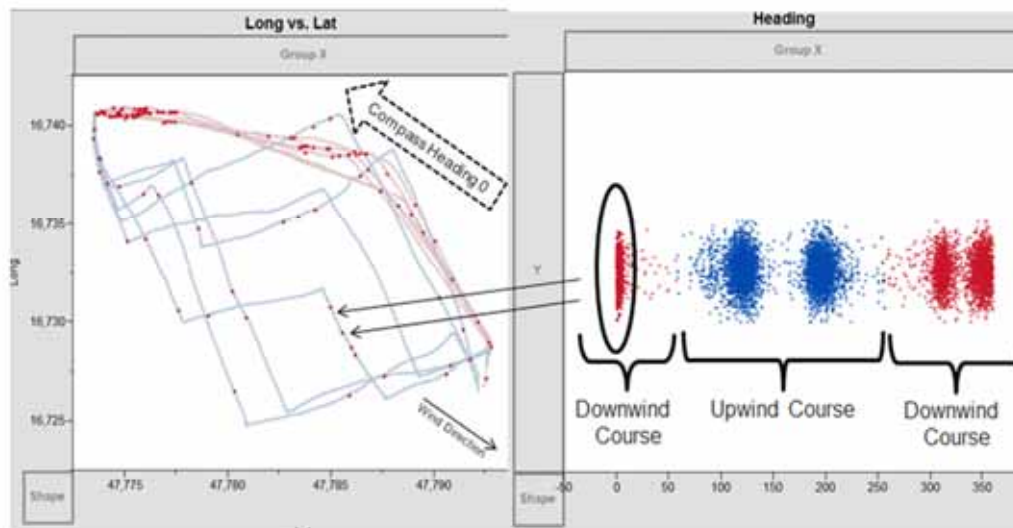 Long vs. Lat
Group X
16,740
16,735
16,730
16,725
Long
Compass Heading 0
Wind Direction
Shape
47,775
47,780
47,785
47,790
Heading
Group X
Y
Downwind
Course
Upwind Course
Downwind
Course
Shape
-50
0
50
100
150
200
250
300
350